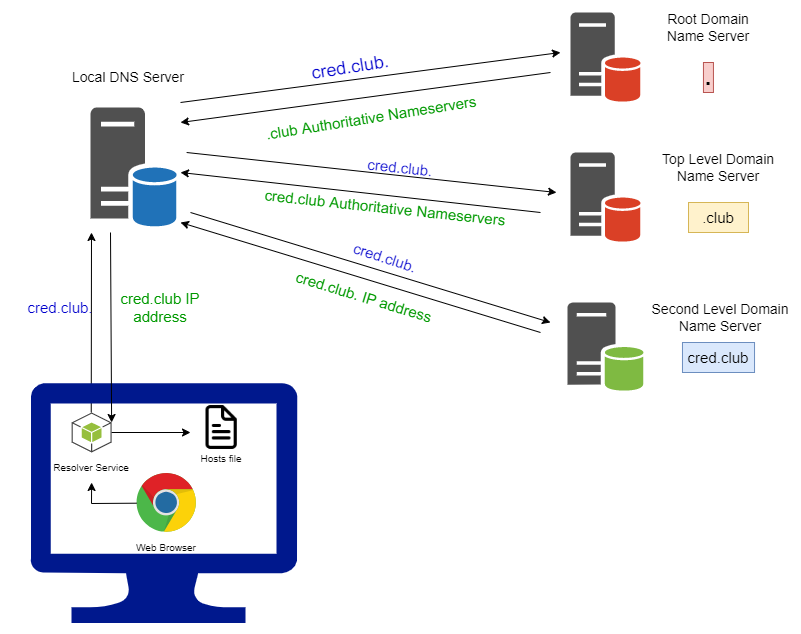 Root Domain
Name Server
.
Local DNS Server
cred.club.
.club Authoritative Nameservers
Top Level Domain
Name Server
.club
cred.club.
cred.club Authoritative Nameservers
cred.club.
cred.club. IP address
Second Level Domain
Name Server
cred.club
cred.club.
cred.club IP
address
Resolver Service
Hosts file
Web Browser